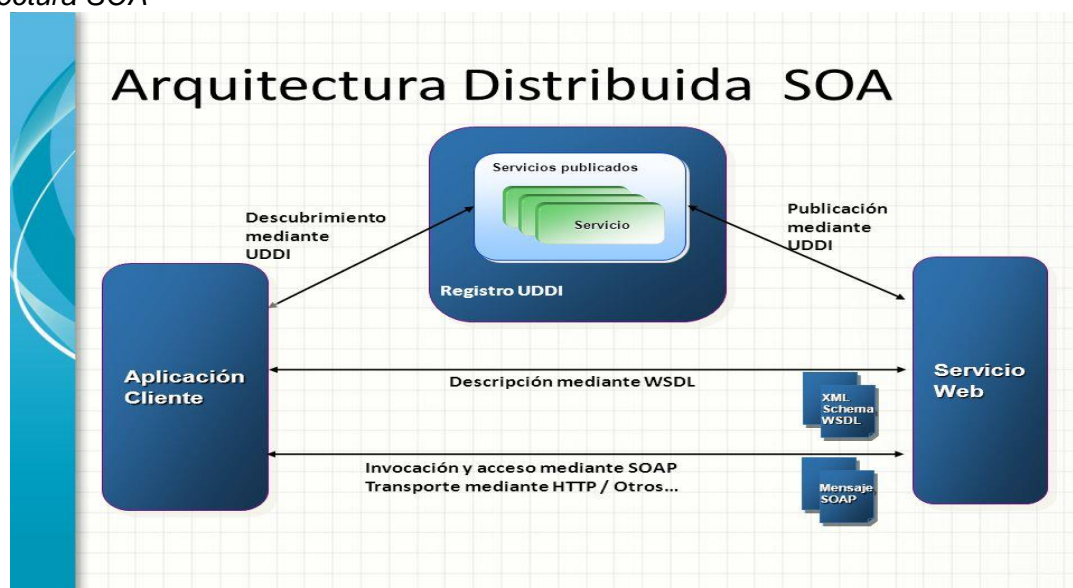 SOA
Arquitectura Distribuida SOA
Servicios publicados
Servicio
Registro UDDI
Descubrimiento
mediante
UDDI
Publicación
mediante
UDDI
Aplicación
Cliente
Servicio
Web
Descripción mediante WSDL
XML
Schema
WSDL
Invocación y acceso mediante SOAP
Transporte mediante HTTP / Otros...
Mensaje
SOAP